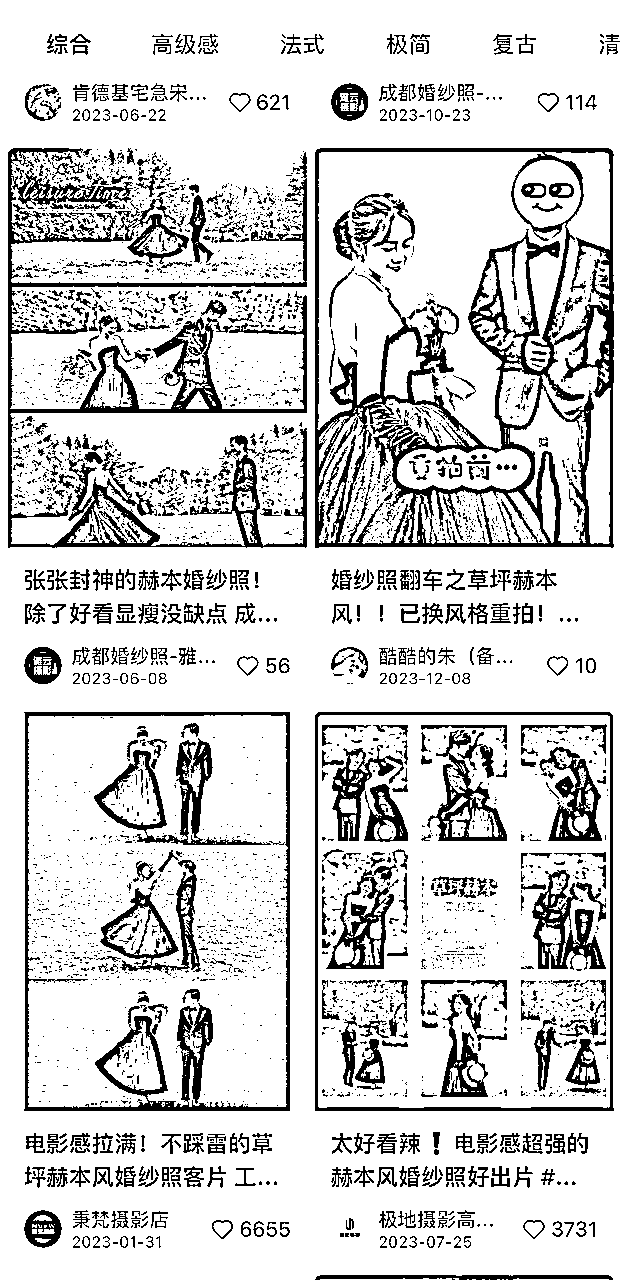 综合 高级感 法式 极简 复古 清
肯德基宅急宋... 621
2023-06-22
成都婚纱照-... 114
2023-10-23
Leisure Time
夏拍前...
张张封神的赫本婚纱照！
除了好看显瘦没缺点 成...
成都婚纱照-雅... 56
2023-06-08
婚纱照翻车之草坪赫本
风！！已换风格重拍！...
酷酷的朱（备... 10
2023-12-08
草坪赫本
电影感拉满！不踩雷的草
坪赫本风婚纱照客片 工...
秉梵摄影店 6655
2023-01-31
太好看辣❗电影感超强的
赫本风婚纱照好出片 #...
极地摄影高... 3731
2023-07-25